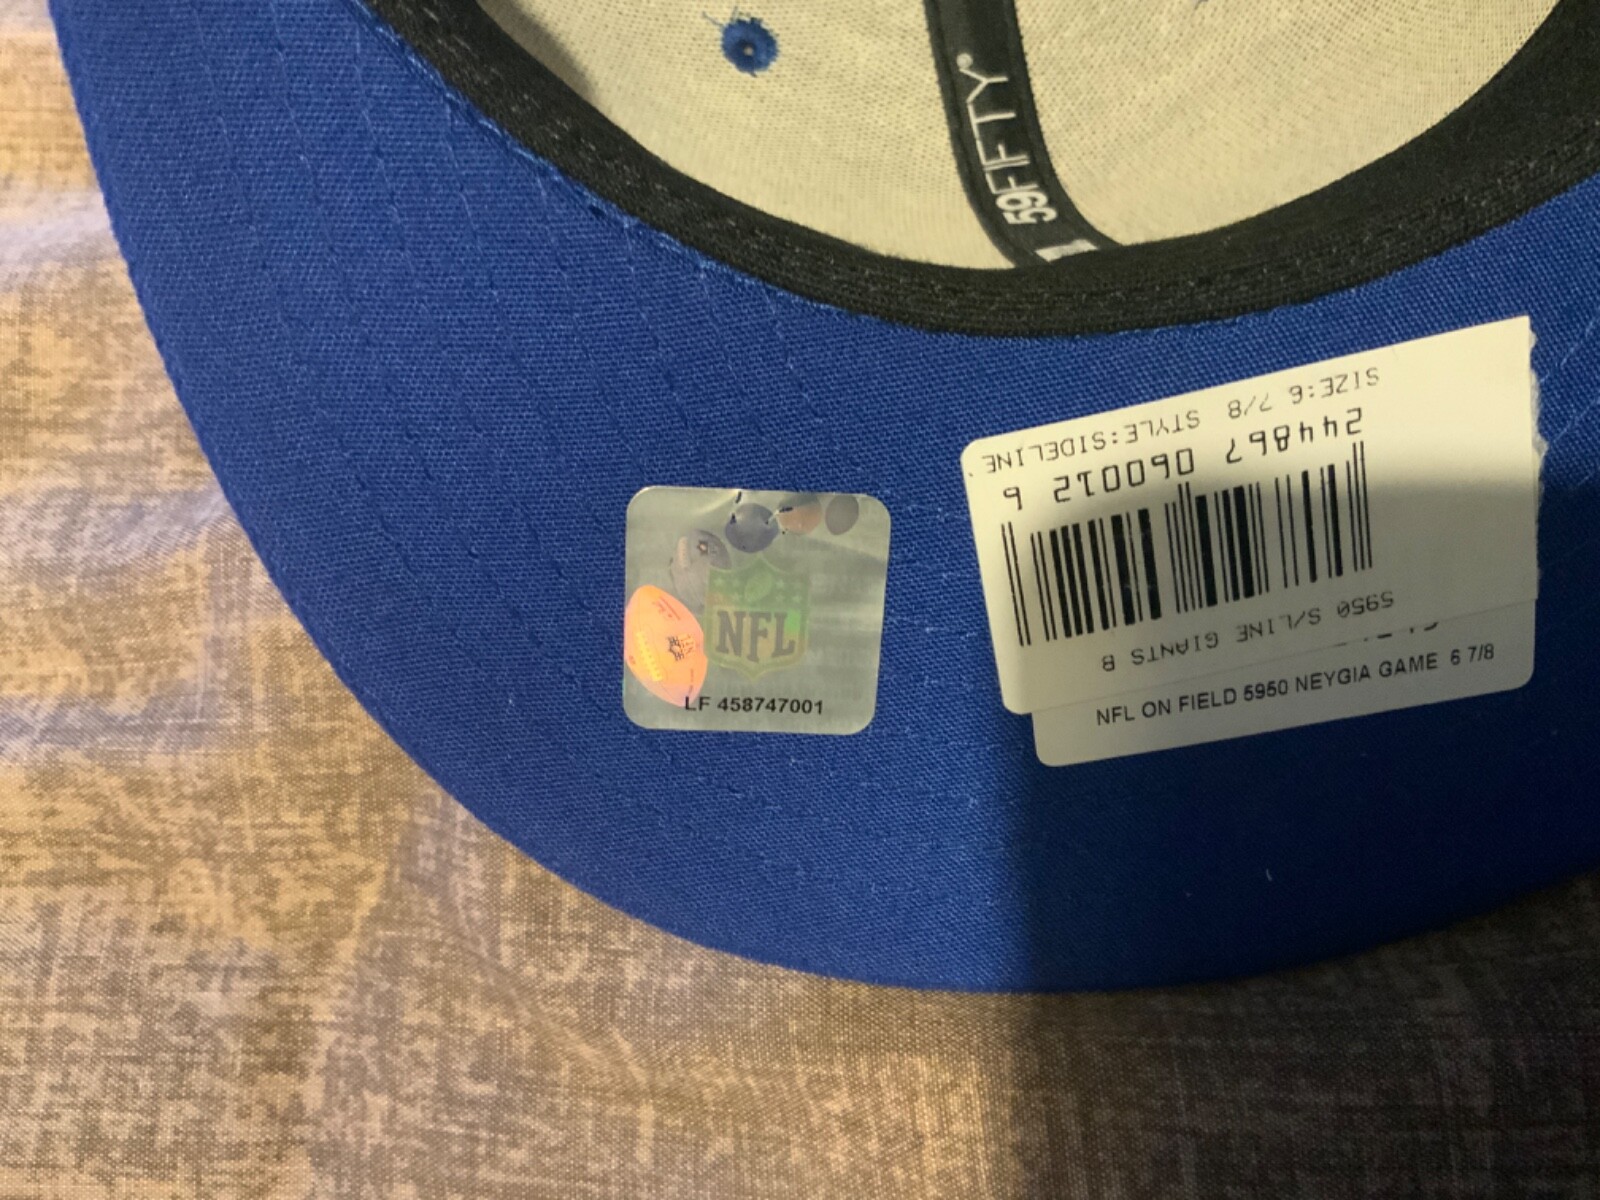 59FIFTY®
NFL
LF 458747001
SIZE:6 7/8 STYLE:SIDELINE
244867 060012 6
5950 S/LINE GIANTS B
NFL ON FIELD 5950 NEYGIA GAME 6 7/8